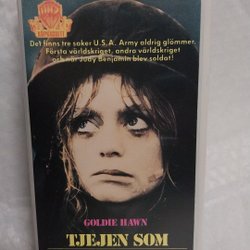 Det finns tre saker U.S.A. Army aldrig glömmer.
Första världskriget, andra världskriget
och när Judy Benjamin blev soldat!
GOLDIE HAWN
TJEJEN SOM